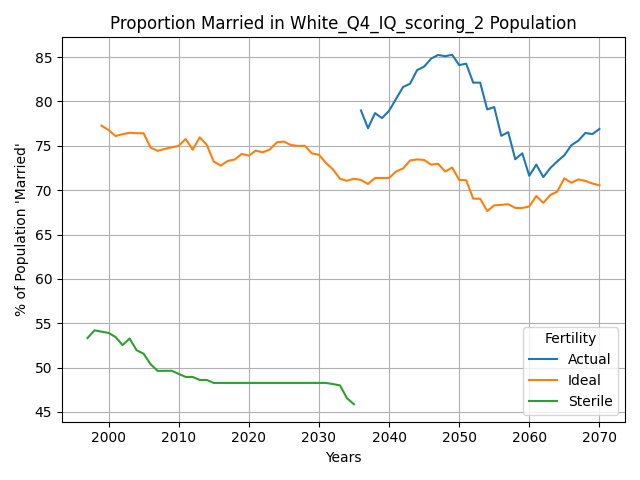 Proportion Married in White_Q4_IQ_scoring_2 Population
% of Population 'Married'
85
80
75
70
65
60
55
50
45
2000 2010 2020 2030 2040 2050 2060 2070
Years
Fertility
Actual
Ideal
Sterile